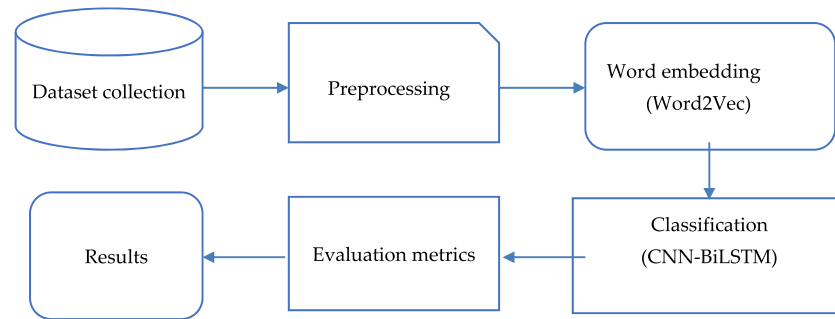 Dataset collection
Preprocessing
Word embedding
(Word2Vec)
Classification
(CNN-BiLSTM)
Evaluation metrics
Results